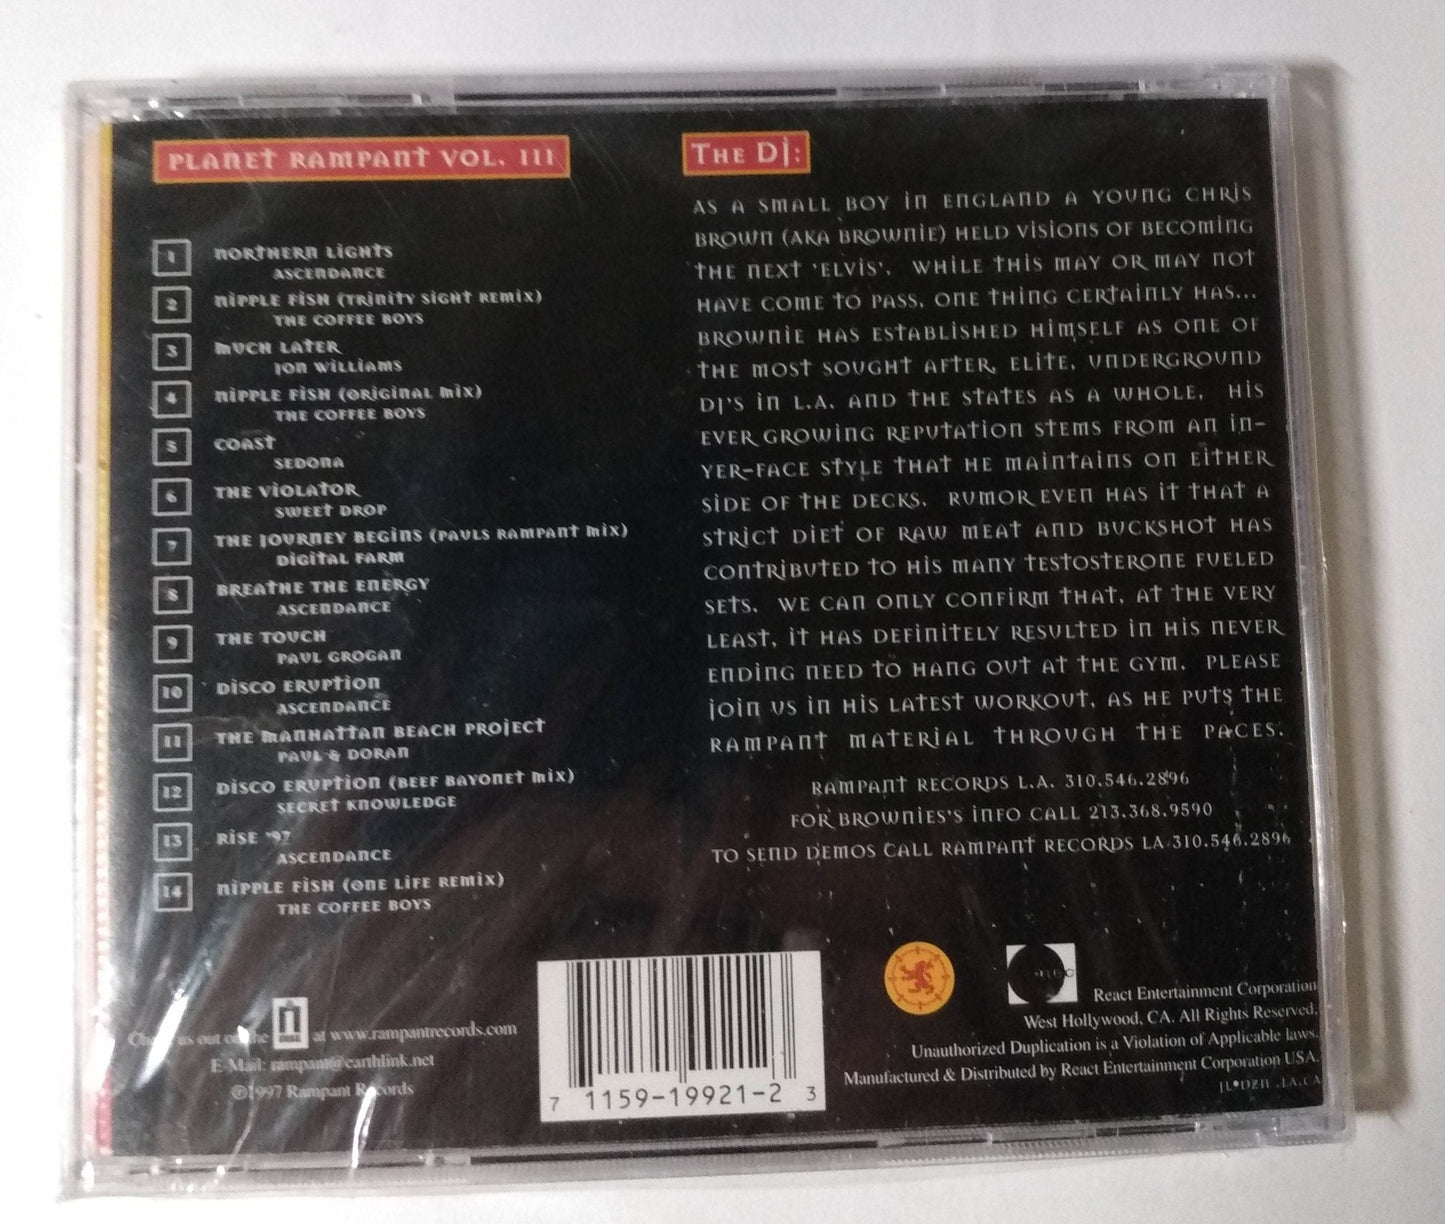 PLANET RAMPANT VOL. III
1 NORTHERN LIGHTS
ASCENDANCE
2 NIPPLE FISH (TRINITY SIGHT REMIX)
THE COFFEE BOYS
3 MUCH LATER
JON WILLIAMS
4 NIPPLE FISH (ORIGINAL MIX)
THE COFFEE BOYS
5 COAST
SEDONA
6 THE VIOLATOR
SWEET DROP
7 THE JOURNEY BEGINS (PAULS RAMPANT MIX)
DIGITAL FARM
8 BREATHE THE ENERGY
ASCENDANCE
9 THE TOUCH
PAUL GROGAN
10 DISCO ERUPTION
ASCENDANCE
11 THE MANHATTAN BEACH PROJECT
PAUL & DORAN
12 DISCO ERUPTION (BEEF BAYONET MIX)
SECRET KNOWLEDGE
13 RISE '97
ASCENDANCE
14 NIPPLE FISH (ONE LIFE REMIX)
THE COFFEE BOYS
THE DJ:
AS A SMALL BOY IN ENGLAND A YOUNG CHRIS
BROWN (AKA BROWNIE) HELD VISIONS OF BECOMING
THE NEXT 'ELVIS'. WHILE THIS MAY OR MAY NOT
HAVE COME TO PASS, ONE THING CERTAINLY HAS...
BROWNIE HAS ESTABLISHED HIMSELF AS ONE OF
THE MOST SOUGHT AFTER, ELITE, UNDERGROUND
DJ'S IN L.A. AND THE STATES AS A WHOLE. HIS
EVER GROWING REPUTATION STEMS FROM AN IN-
YER-FACE STYLE THAT HE MAINTAINS ON EITHER
SIDE OF THE DECKS. RUMOR EVEN HAS IT THAT A
STRICT DIET OF RAW MEAT AND BUCKSHOT HAS
CONTRIBUTED TO HIS MANY TESTOSTERONE FUELED
SETS. WE CAN ONLY CONFIRM THAT, AT THE VERY
LEAST, IT HAS DEFINITELY RESULTED IN HIS NEVER
ENDING NEED TO HANG OUT AT THE GYM. PLEASE
JOIN US IN HIS LATEST WORKOUT, AS HE PUTS THE
RAMPANT MATERIAL THROUGH THE PACES.
RAMPANT RECORDS L.A. 310.546.2896
FOR BROWNIES'S INFO CALL 213.368.9590
TO SEND DEMOS CALL RAMPANT RECORDS LA 310.546.2896
us out on the at www.rampantrecords.com
E-Mail: rampant@earthlink.net
©1997 Rampant Records
7 1159-19921-2 3
React Entertainment Corporation
West Hollywood, CA. All Rights Reserved.
Unauthorized Duplication is a Violation of Applicable laws.
Manufactured & Distributed by React Entertainment Corporation USA.